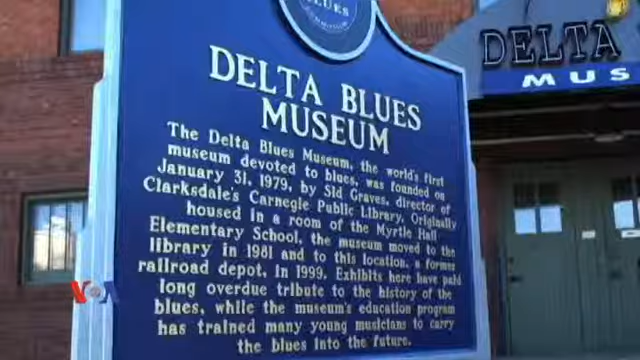 BLUES
DELTA BLUES
MUSEUM
The Delta Blues Museum, the world's first
museum devoted to blues, was founded on
January 31, 1979, by Sid Graves, director of
Clarksdale's Carnegie Public Library. Originally
housed in a room of the Myrtle Hall
Elementary School, the museum moved to the
library in 1981 and to this location, a former
railroad depot, in 1999. Exhibits here have paid
long overdue tribute to the history of the
blues, while the museum's education program
has trained many young musicians to carry
the blues into the future.
DELTA
MUS
VOA